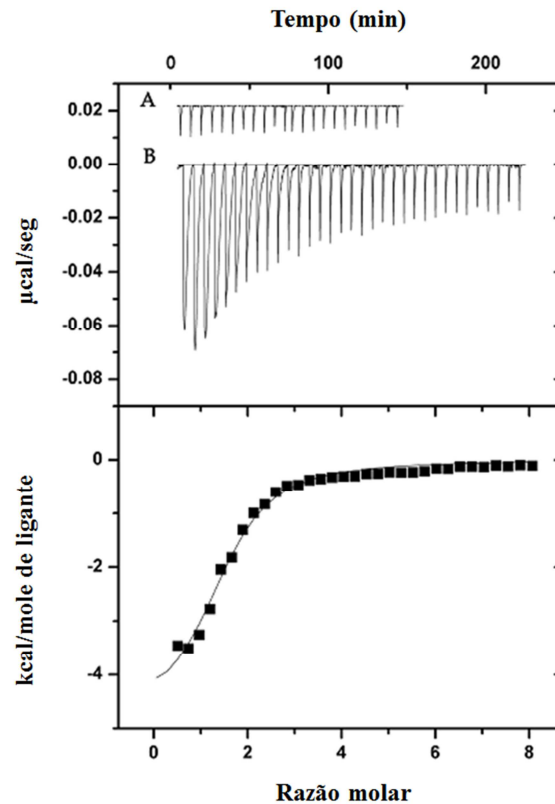 Tempo (min)
0 100 200
A
B
0.02
0.00
-0.02
-0.04
-0.06
-0.08
µcal/seg
0
-2
-4
kcal/mole de ligante
0 2 4 6 8
Razão molar